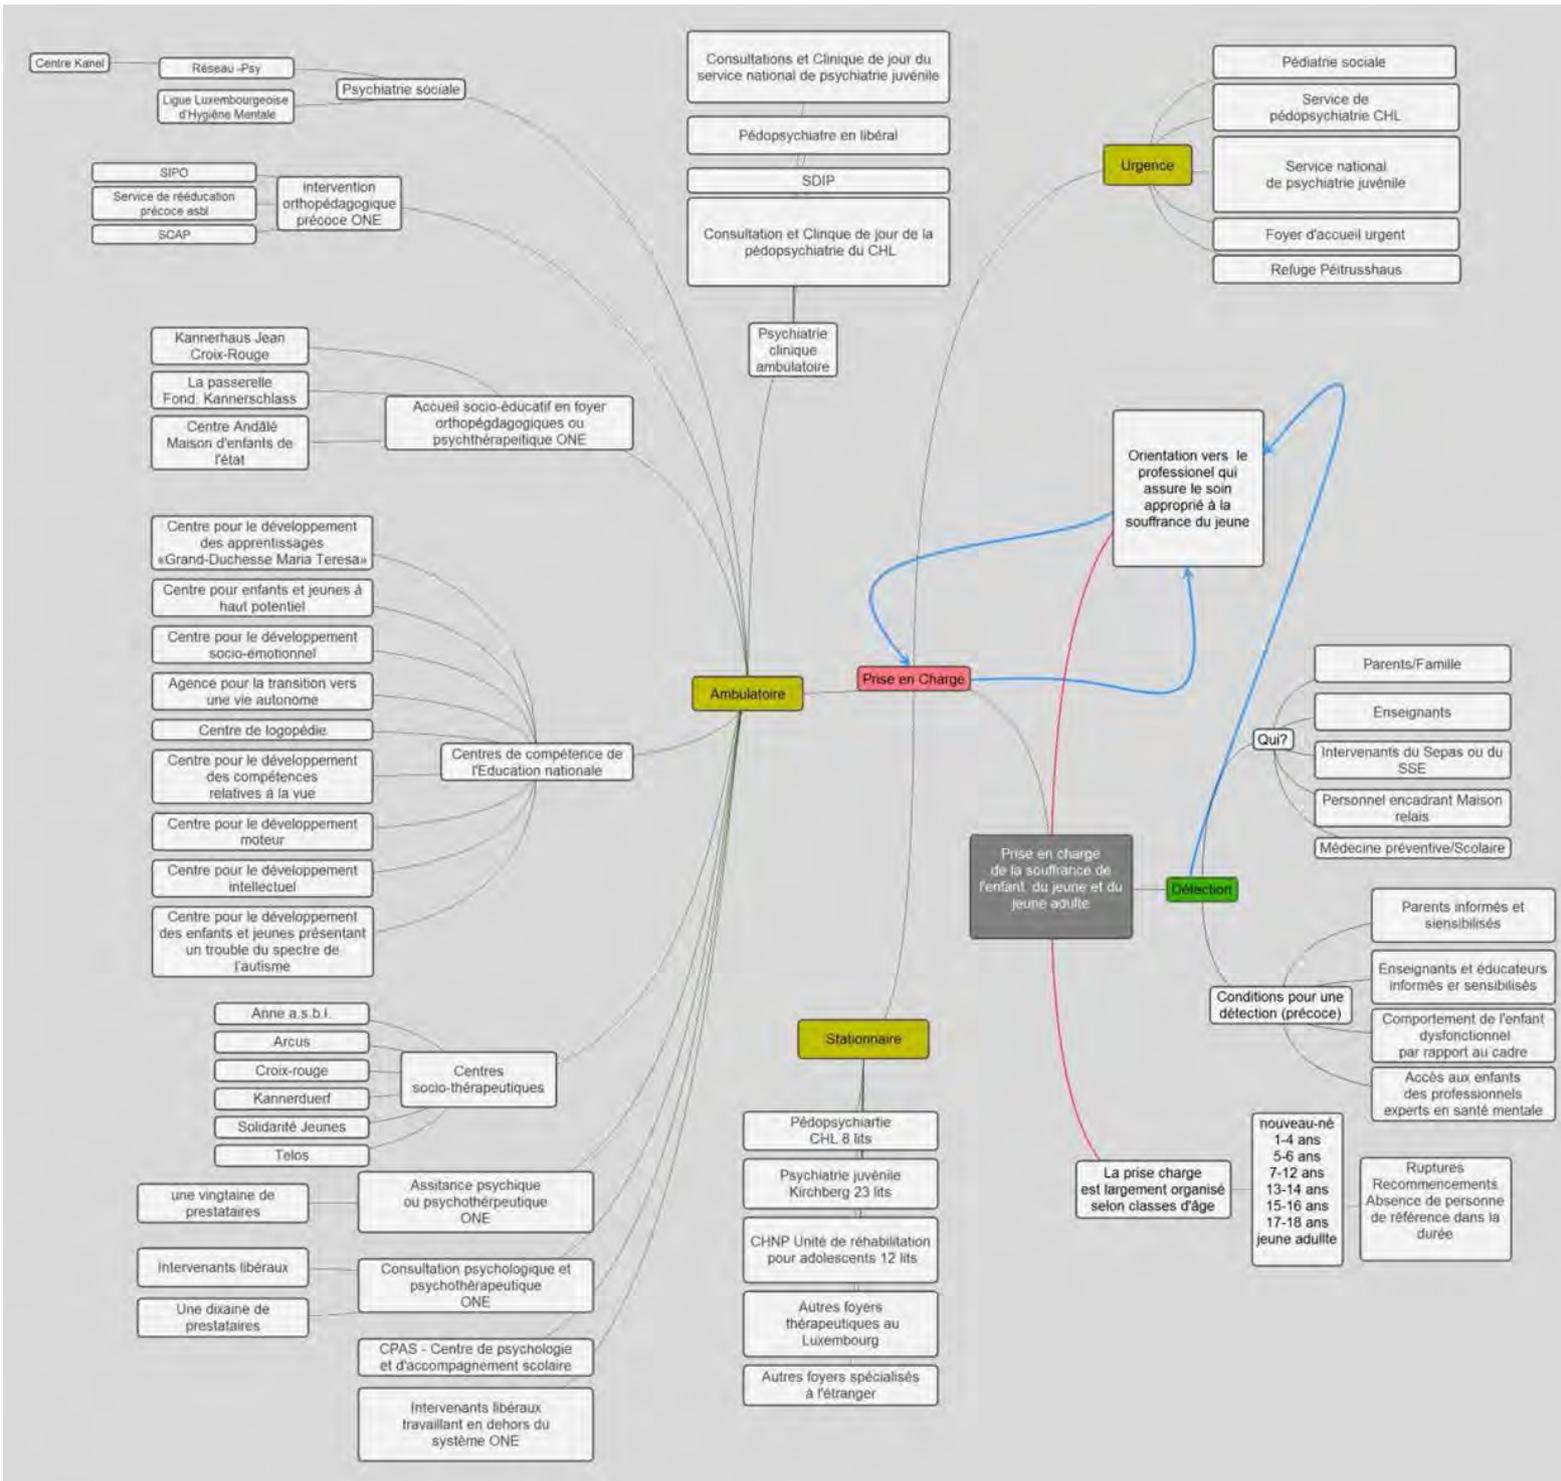 Centre Kanel
Réseau -Psy
Ligue Luxembourgeoise
d'Hygiène Mentale
Psychiatrie sociale
SIPO
Service de rééducation
précoce asbl
SCAP
intervention
orthopédagogique
précoce ONE
Kannerhaus Jean
Croix-Rouge
La passerelle
Fond. Kannerschlass
Centre Andálé
Maison d'enfants de
l'état
Accueil socio-éducatif en foyer
orthopégdagogiques ou
psychthérapeitique ONE
Centre pour le développement
des apprentissages
«Grand-Duchesse Maria Teresa»
Centre pour enfants et jeunes à
haut potentiel
Centre pour le développement
socio-émotionnel
Agence pour la transition vers
une vie autonome
Centre de logopédie
Centre pour le développement
des compétences
relatives à la vue
Centre pour le développement
moteur
Centre pour le développement
intellectuel
Centre pour le développement
des enfants et jeunes présentant
un trouble du spectre de
l'autisme
Centres de compétence de
l'Education nationale
Anne a.s.b.l.
Arcus
Croix-rouge
Kannerduerf
Solidarité Jeunes
Telos
Centres
socio-thérapeutiques
une vingtaine de
prestataires
Assitance psychique
ou psychothérpeutique
ONE
Intervenants libéraux
Une dixaine de
prestataires
Consultation psychologique et
psychothérapeutique
ONE
CPAS - Centre de psychologie
et d'accompagnement scolaire
Intervenants libéraux
travaillant en dehors du
système ONE
Consultations et Clinique de jour du
service national de psychiatrie juvénile
Pédopsychiatre en libéral
SDIP
Consultation et Clinque de jour de la
pédopsychiatrie du CHL
Psychiatrie
clinique
ambulatoire
Ambulatoire
Prise en Charge
Stationnaire
Pédopsychiartie
CHL 8 lits
Psychiatrie juvénile
Kirchberg 23 lits
CHNP Unité de réhabilitation
pour adolescents 12 lits
Autres foyers
thérapeutiques au
Luxembourg
Autres foyers spécialisés
à l'étranger
Urgence
Pédiatrie sociale
Service de
pédopsychiatrie CHL
Service national
de psychiatrie juvénile
Foyer d'accueil urgent
Refuge Péitrusshaus
Orientation vers le
professionel qui
assure le soin
approprié à la
souffrance du jeune
Prise en charge
de la souffrance de
l'enfant, du jeune et du
jeune adulte
Détection
Qui?
Parents/Famille
Enseignants
Intervenants du Sepas ou du
SSE
Personnel encadrant Maison
relais
Médecine préventive/Scolaire
Conditions pour une
détection (précoce)
Parents informés et
siensibilisés
Enseignants et éducateurs
informés er sensibilisés
Comportement de l'enfant
dysfonctionnel
par rapport au cadre
Accès aux enfants
des professionnels
experts en santé mentale
La prise charge
est largement organisé
selon classes d'âge
nouveau-né
1-4 ans
5-6 ans
7-12 ans
13-14 ans
15-16 ans
17-18 ans
jeune adullte
Ruptures
Recommencements
Absence de personne
de référence dans la
durée